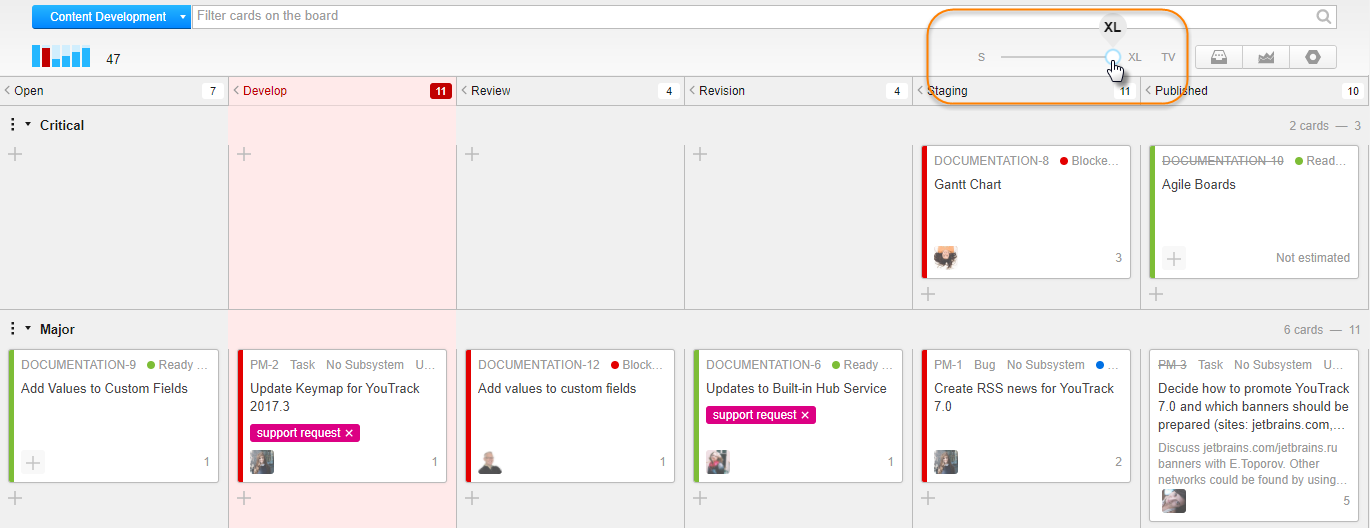 Content Development
Filter cards on the board
XL
47
S
XL
TV
Open 7
Develop 11
Review 4
Revision 4
Staging 11
Published 10
Critical
2 cards — 3
DOCUMENTATION-8 Blocke...
Gantt Chart
3
DOCUMENTATION-10 Read...
Agile Boards
Not estimated
Major
6 cards — 11
DOCUMENTATION-9 Ready ...
Add Values to Custom Fields
1
PM-2 Task No Subsystem U...
Update Keymap for YouTrack
2017.3
support request ×
1
DOCUMENTATION-12 Block...
Add values to custom fields
1
DOCUMENTATION-6 Ready ...
Updates to Built-in Hub Service
support request ×
1
PM-1 Bug No Subsystem ...
Create RSS news for YouTrack
7.0
2
PM-3 Task No Subsystem U...
Decide how to promote YouTrack
7.0 and which banners should be
prepared (sites: jetbrains.com,...
Discuss jetbrains.com/jetbrains.ru
banners with E.Toporov. Other
networks could be found by using...
5